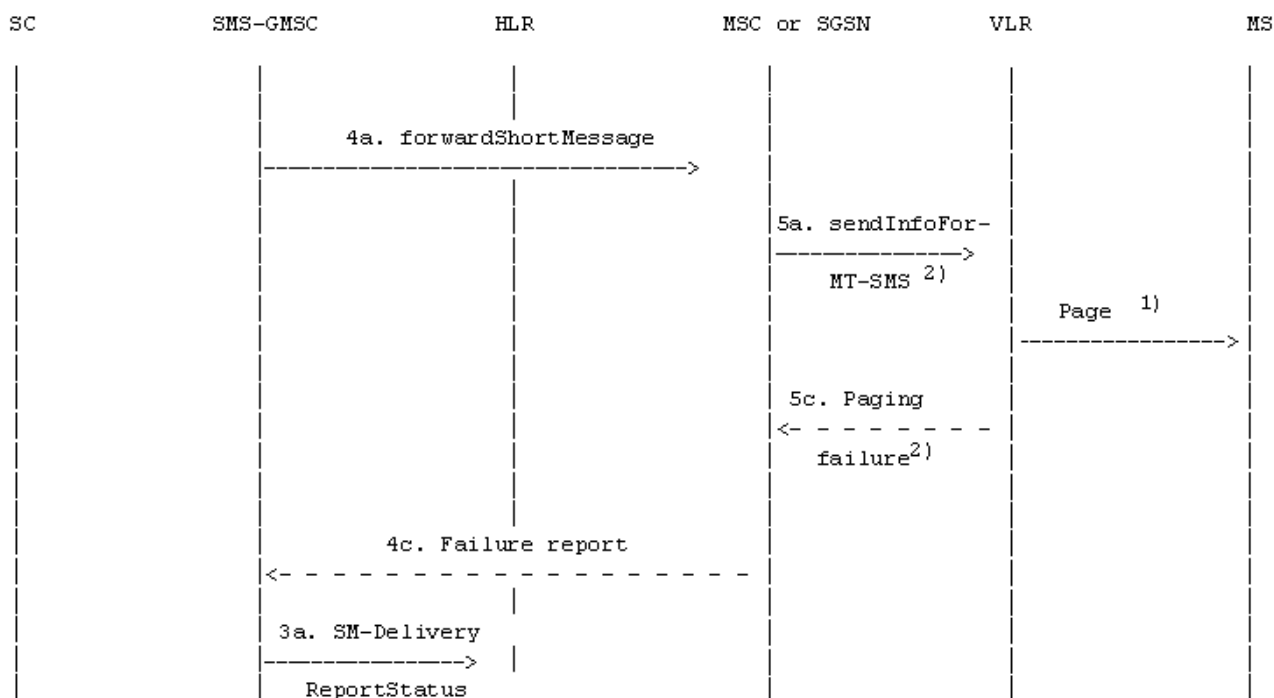 SC SMS-GMSC HLR MSC or SGSN VLR MS
4a. forwardShortMessage
5a. sendInfoFor-
MT-SMS 2)
Page 1)
5c. Paging
failure2)
4c. Failure report
3a. SM-Delivery
ReportStatus